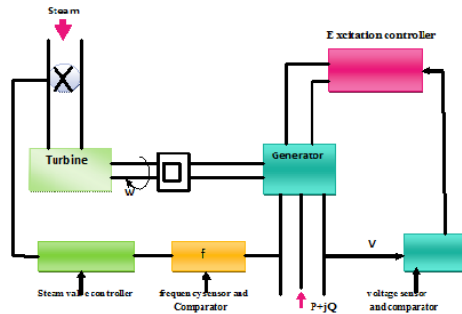 Steam
E xcitation controller
Turbine
Generator
W
f
V
Steam valve controller
frequency sensor and
Comparator
P+jQ
voltage sensor
and comparator